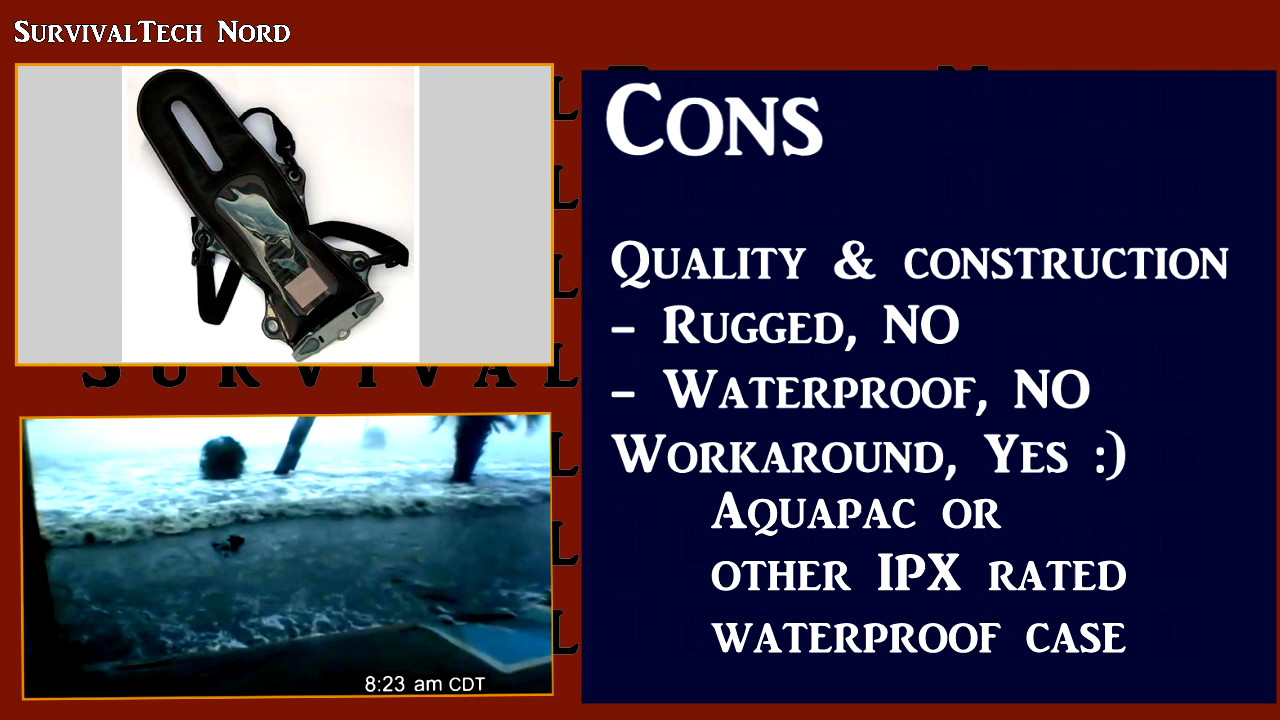 SurvivalTech Nord
Cons
Quality & construction
– Rugged, NO
– Waterproof, NO
Workaround, Yes :)
Aquapac or
other IPX rated
waterproof case
Survival
8:23 am CDT